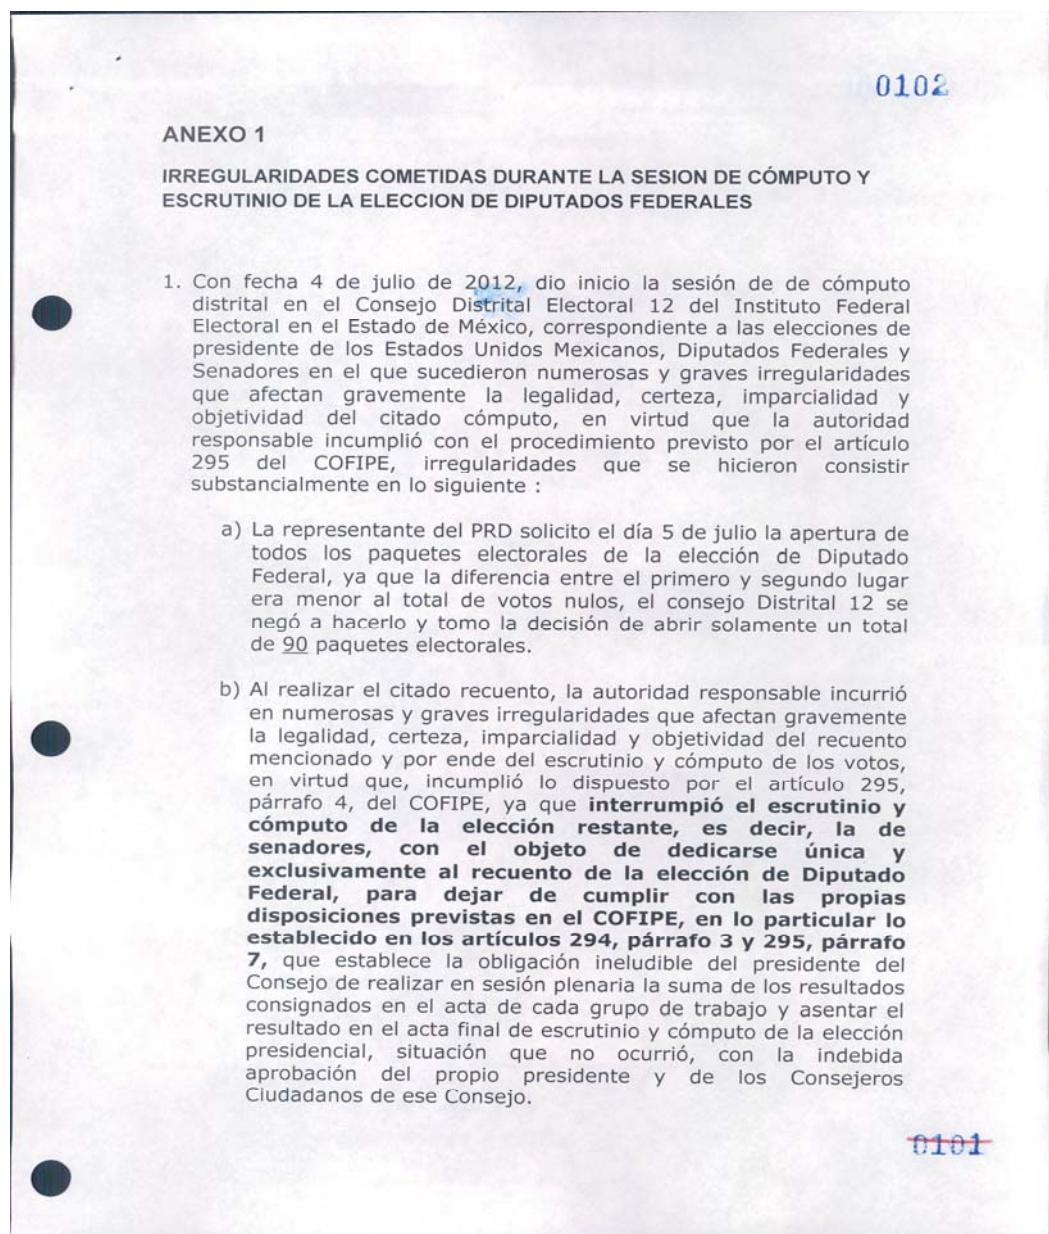 0102
ANEXO 1
IRREGULARIDADES COMETIDAS DURANTE LA SESION DE CÓMPUTO Y
ESCRUTINIO DE LA ELECCION DE DIPUTADOS FEDERALES
1. Con fecha 4 de julio de 2012, dio inicio la sesión de de cómputo
distrital en el Consejo Distrital Electoral 12 del Instituto Federal
Electoral en el Estado de México, correspondiente a las elecciones de
presidente de los Estados Unidos Mexicanos, Diputados Federales y
Senadores en el que sucedieron numerosas y graves irregularidades
que afectan gravemente la legalidad, certeza, imparcialidad y
objetividad del citado cómputo, en virtud que la autoridad
responsable incumplió con el procedimiento previsto por el artículo
295 del COFIPE, irregularidades que se hicieron consistir
substancialmente en lo siguiente :
a) La representante del PRD solicito el día 5 de julio la apertura de
todos los paquetes electorales de la elección de Diputado
Federal, ya que la diferencia entre el primero y segundo lugar
era menor al total de votos nulos, el consejo Distrital 12 se
negó a hacerlo y tomo la decisión de abrir solamente un total
de 90 paquetes electorales.
b) Al realizar el citado recuento, la autoridad responsable incurrió
en numerosas y graves irregularidades que afectan gravemente
la legalidad, certeza, imparcialidad y objetividad del recuento
mencionado y por ende del escrutinio y cómputo de los votos,
en virtud que, incumplió lo dispuesto por el artículo 295,
párrafo 4, del COFIPE, ya que interrumpió el escrutinio y
cómputo de la elección restante, es decir, la de
senadores, con el objeto de dedicarse única y
exclusivamente al recuento de la elección de Diputado
Federal, para dejar de cumplir con las propias
disposiciones previstas en el COFIPE, en lo particular lo
establecido en los artículos 294, párrafo 3 y 295, párrafo
7, que establece la obligación ineludible del presidente del
Consejo de realizar en sesión plenaria la suma de los resultados
consignados en el acta de cada grupo de trabajo y asentar el
resultado en el acta final de escrutinio y cómputo de la elección
presidencial, situación que no ocurrió, con la indebida
aprobación del propio presidente y de los Consejeros
Ciudadanos de ese Consejo.
0101